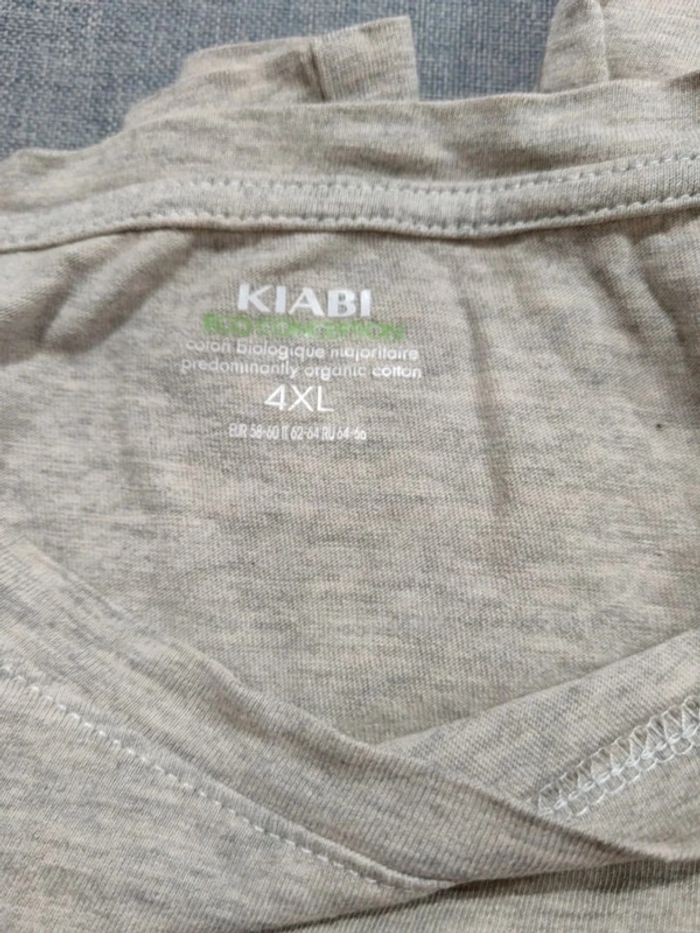 KIABI
ECO CONCEPTION
coton biologique majoritaire
predominantly organic cotton
4XL
EUR 58-60 IT 62-64 RU 64-66